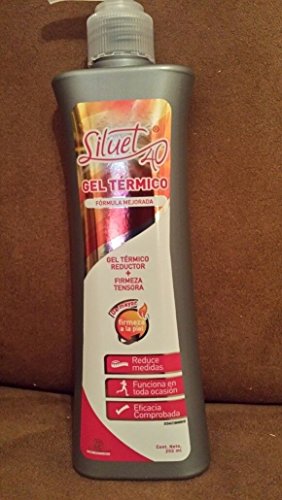 Siluet 40®
GEL TERMICO
FÓRMULA MEJORADA
GEL TÉRMICO
REDUCTOR
+
FIRMEZA
TENSORA
firmeza
a la piel
Reduce
medidas
Funciona en
toda ocasión
Eficacia
Comprobada
Cont. Neto.